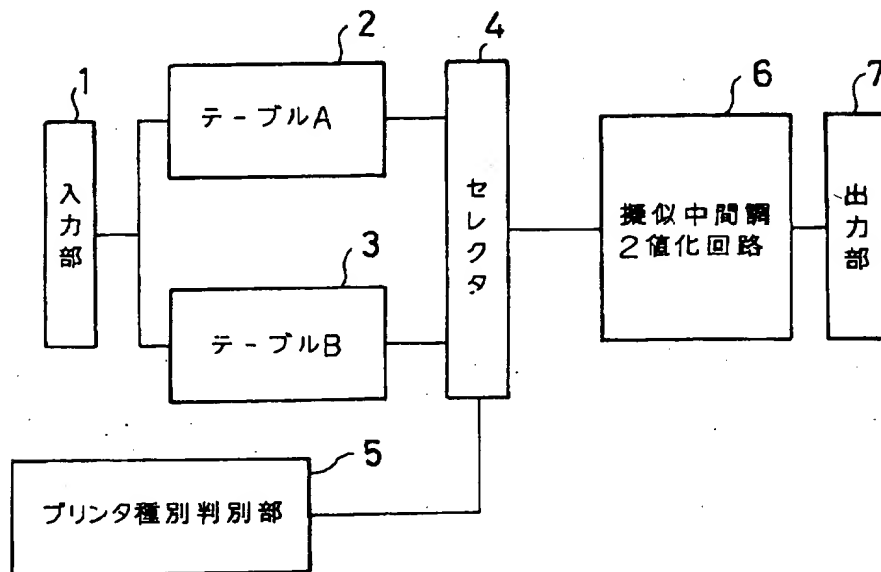 1
入力部
2
テーブルA
3
テーブルB
4
セレクタ
5
プリンタ種別判別部
6
擬似中間調
2値化回路
7
出力部